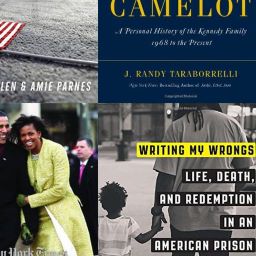 LEN & AMIE PARNES
CAMELOT
A Personal History of the Kennedy Family
1968 to the Present
J. RANDY TARABORRELLI
WRITING MY WRONGS
LIFE, DEATH,
AND REDEMPTION
IN AN
AMERICAN PRISON